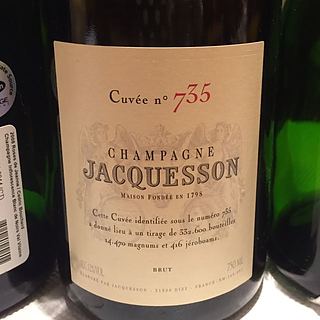 Cuvée n° 735
CHAMPAGNE
JACQUESSON
MAISON FONDÉE EN 1798
Cette Cuvée identifiée sous le numéro 735
a donné lieu à un tirage de 332.600 bouteilles
14.470 magnums et 416 jéroboams.
BRUT
750 ML